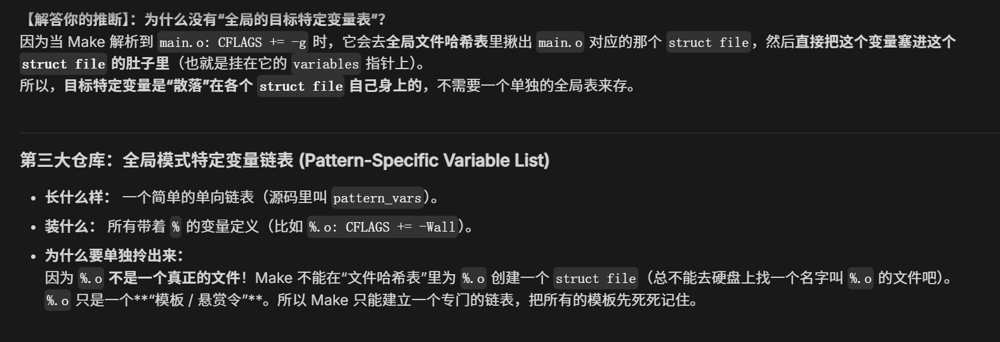 【解答你的推断】：为什么没有“全局的目标特定变量表”？
因为当 Make 解析到 main.o: CFLAGS += -g 时，它会去全局文件哈希表里揪出 main.o 对应的那个 struct file，然后直接把这个变量塞进这个
struct file 的肚子里（也就是挂在它的 variables 指针上）。
所以，目标特定变量是“散落”在各个 struct file 自己身上的，不需要一个单独的全局表来存。
第三大仓库：全局模式特定变量链表 (Pattern-Specific Variable List)
• 长什么样： 一个简单的单向链表（源码里叫 pattern_vars）。
• 装什么： 所有带着 % 的变量定义（比如 %.o: CFLAGS += -Wall）。
• 为什么要单独拎出来：
因为 %.o 不是一个真正的文件！Make 不能在“文件哈希表”里为 %.o 创建一个 struct file（总不能去硬盘上找一个名字叫 %.o 的文件吧）。
%.o 只是一个**“模板 / 悬赏令”**。所以 Make 只能建立一个专门的链表，把所有的模板先死死记住。